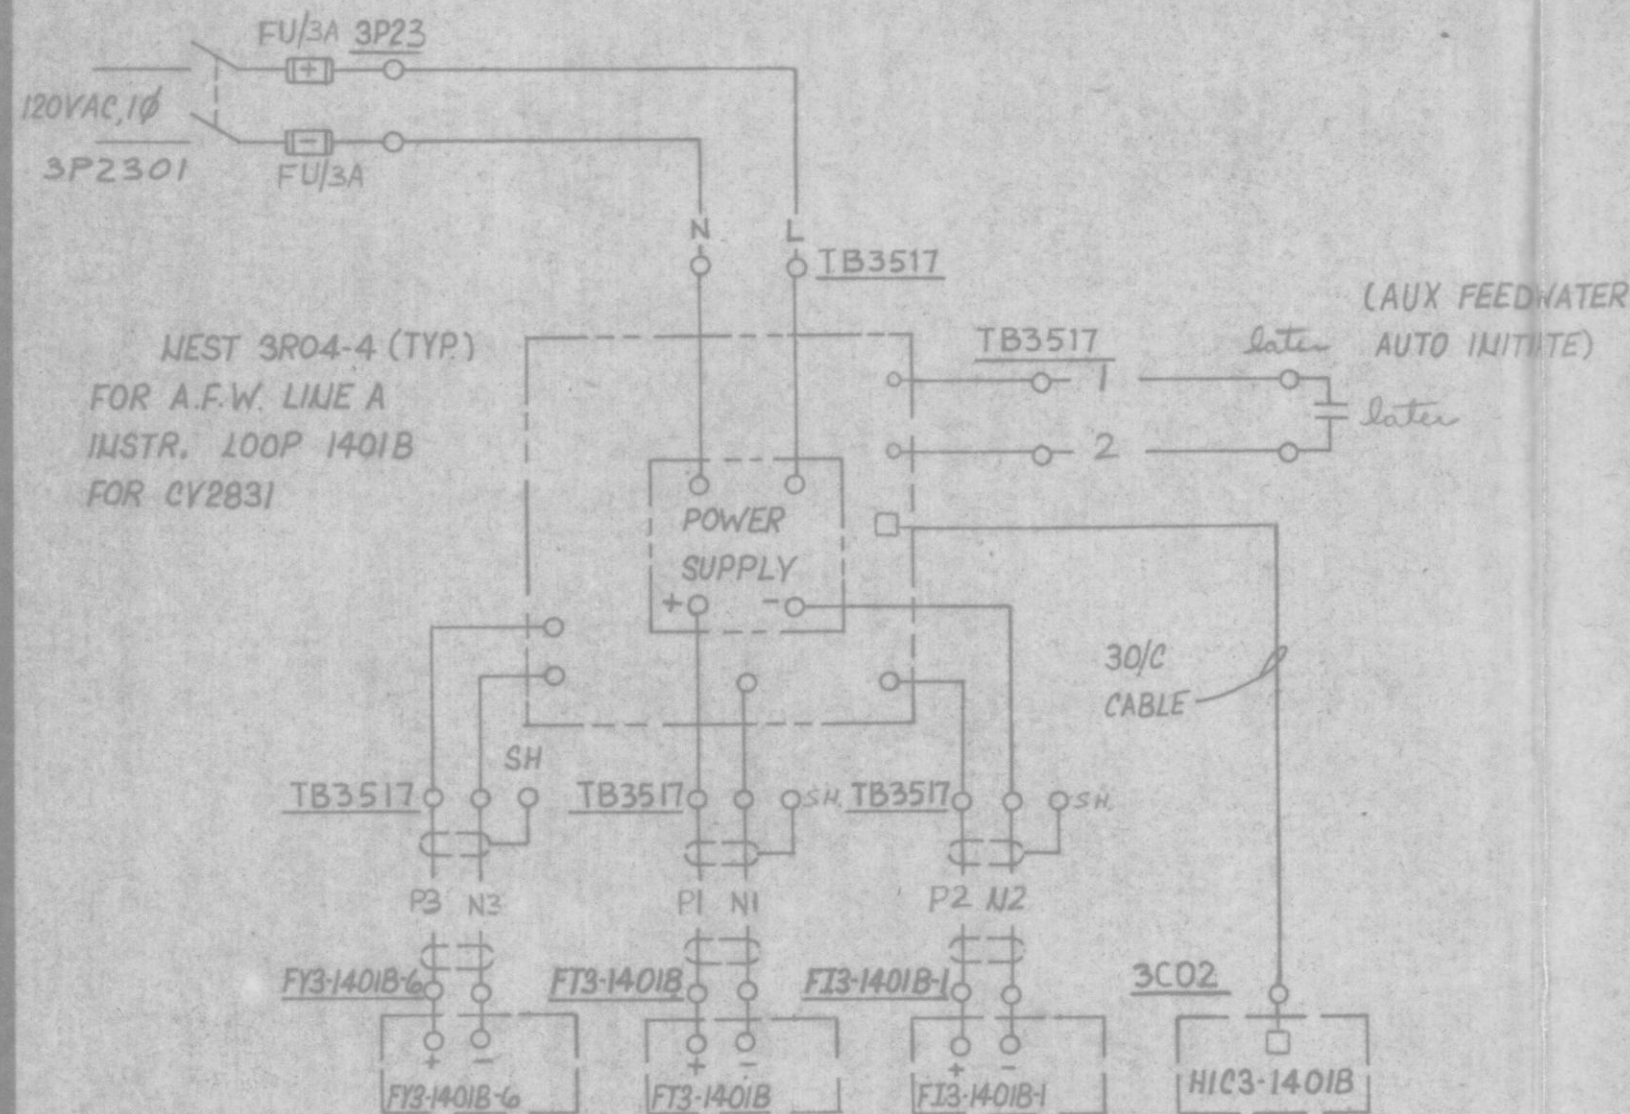 FU/3A 3P23
120VAC,1Ø
3P2301
FU/3A
N L
TB3517
NEST 3R04-4 (TYP.)
FOR A.F.W. LINE A
INSTR. LOOP 1401B
FOR CV2831
TB3517
later
(AUX FEEDWATER
AUTO INITITE)
1
later
2
POWER
SUPPLY
+ -
30/C
CABLE
SH
TB3517
TB3517
SH.
TB3517
SH.
P3 N3
P1 N1
P2 N2
FY3-1401B-6
FT3-1401B
FI3-1401B-1
3C02
+ -
+ -
+ -
FY3-1401B-6
FT3-1401B
FI3-1401B-1
HIC3-1401B